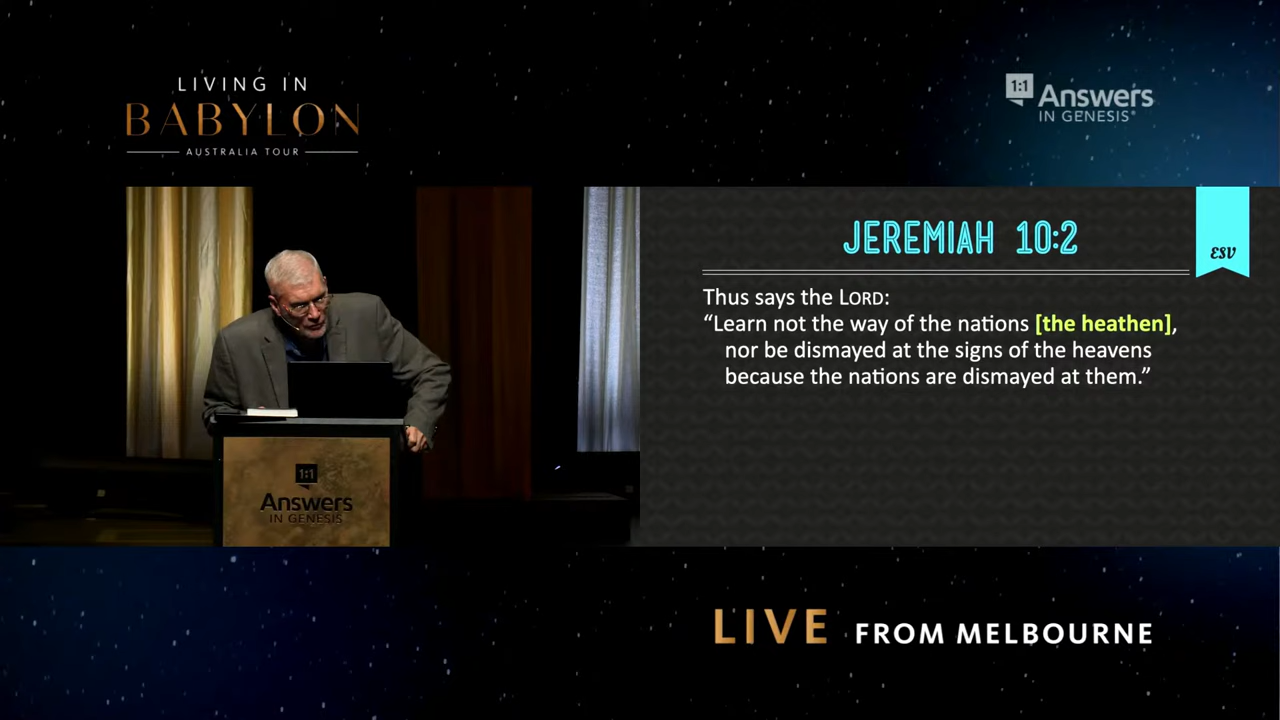 LIVING IN
BABYLON
AUSTRALIA TOUR
1:1
Answers
IN GENESIS®
JEREMIAH 10:2
ESV
Thus says the LORD:
“Learn not the way of the nations [the heathen],
nor be dismayed at the signs of the heavens
because the nations are dismayed at them.”
1:1
Answers
IN GENESIS
LIVE FROM MELBOURNE